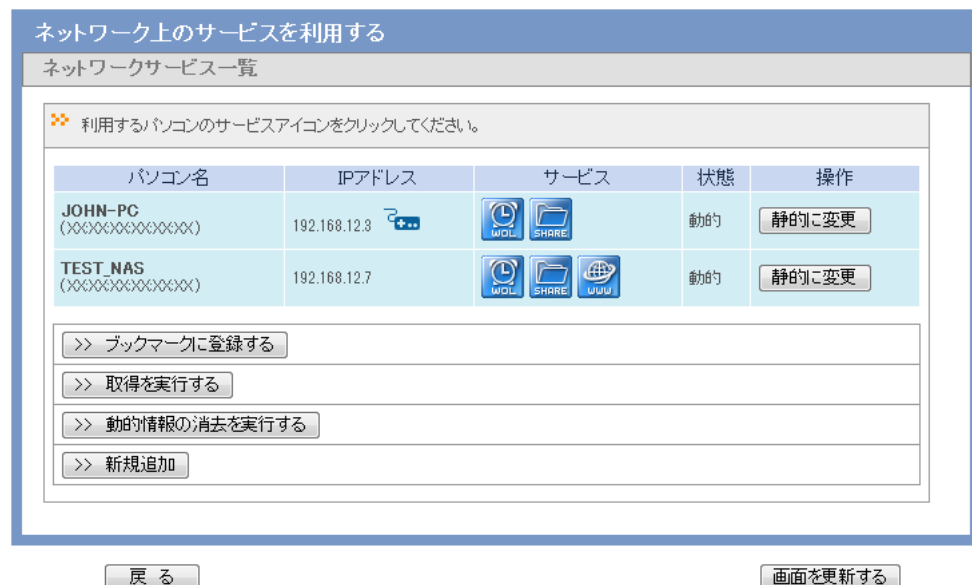 ネットワーク上のサービスを利用する
ネットワークサービス一覧
利用するパソコンのサービスアイコンをクリックしてください。
パソコン名 IPアドレス サービス 状態 操作
JOHN-PC
(XXXXXXXXXXXXX) 192.168.12.3 WOL SHARE 動的 静的に変更
TEST_NAS
(XXXXXXXXXXXXX) 192.168.12.7 WOL SHARE WWW 動的 静的に変更
>> ブックマークに登録する
>> 取得を実行する
>> 動的情報の消去を実行する
>> 新規追加
戻る 画面を更新する